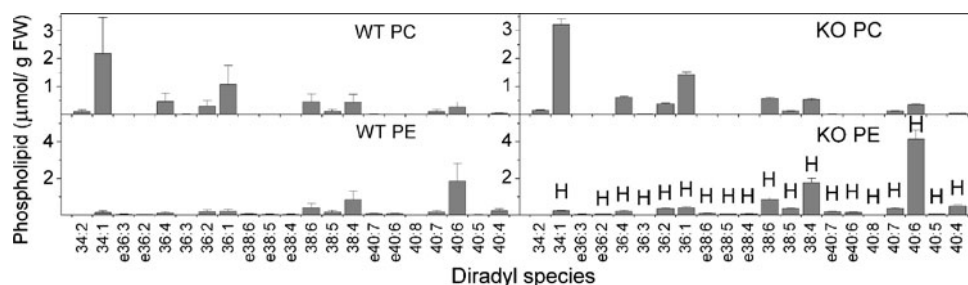 Phospholipid (μmol/ g FW)
3
2
1
WT PC
KO PC
4
2
WT PE
KO PE
H H H H H H H H H H H H H H H H H H H
34:2 34:1 e36:3 e36:2 36:4 36:3 36:2 36:1 e38:6 e38:5 e38:4 38:6 38:5 38:4 e40:7 e40:6 40:8 40:7 40:6 40:5 40:4
34:2 34:1 e36:3 e36:2 36:4 36:3 36:2 36:1 e38:6 e38:5 e38:4 38:6 38:5 38:4 e40:7 e40:6 40:8 40:7 40:6 40:5 40:4
Diradyl species